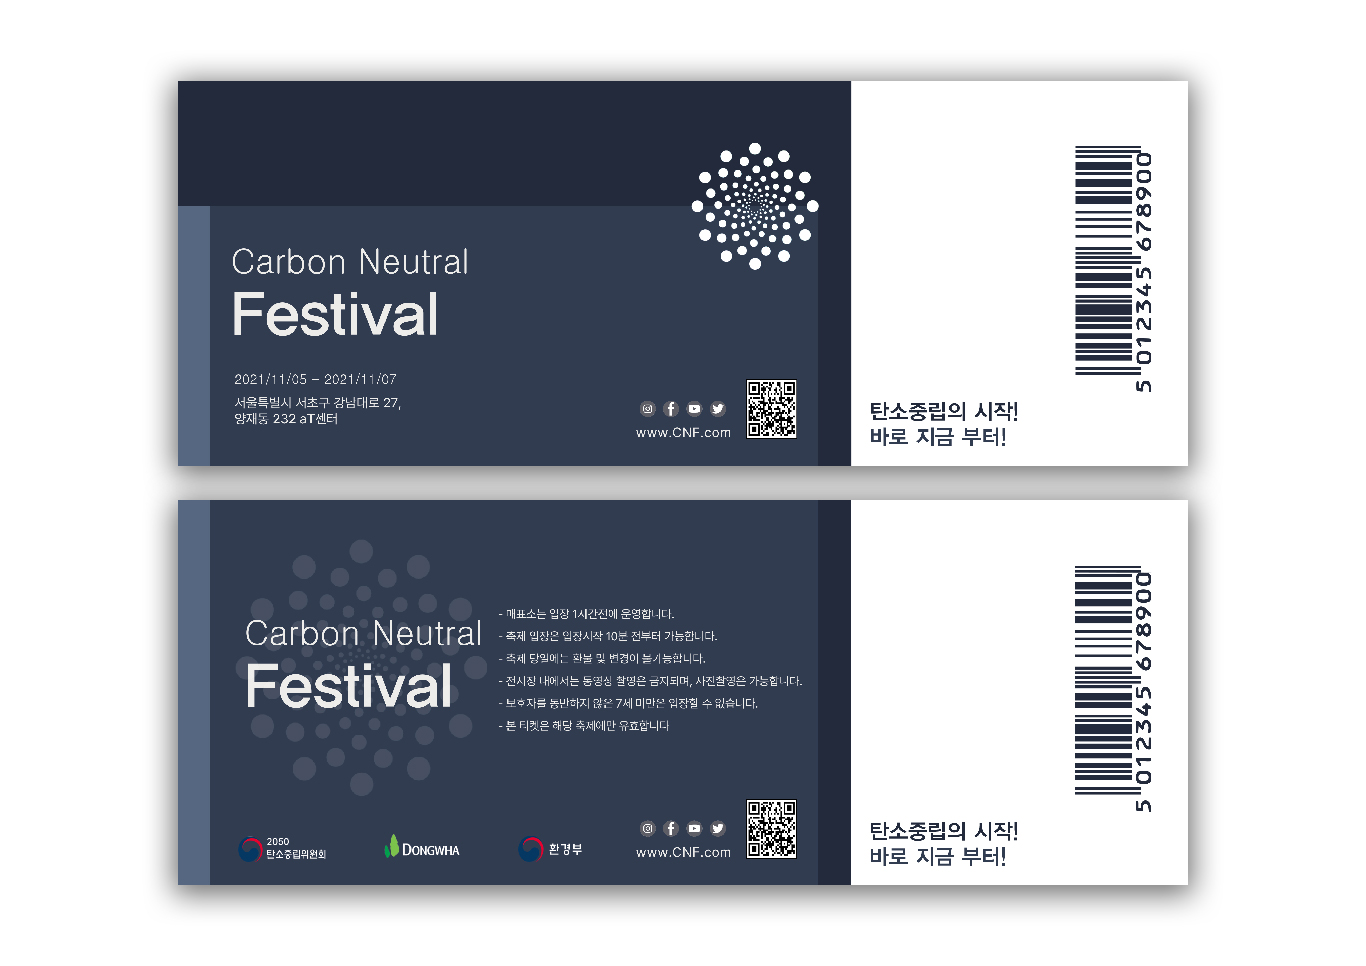 Carbon Neutral
Festival
2021/11/05 – 2021/11/07
서울특별시 서초구 강남대로 27,
양재동 232 aT센터
www.CNF.com
탄소중립의 시작!
바로 지금 부터!
5 012345 678900
Carbon Neutral
Festival
- 매표소는 입장 1시간전에 운영합니다.
- 축제 입장은 입장시작 10분 전부터 가능합니다.
- 축제 당일에는 환불 및 변경이 불가능합니다.
- 전시장 내에서는 동영상 촬영은 금지되며, 사진촬영은 가능합니다.
- 보호자를 동반하지 않은 7세 미만은 입장할 수 없습니다.
- 본 티켓은 해당 축제에만 유효합니다
2050
탄소중립위원회
DONGWHA
환경부
www.CNF.com
탄소중립의 시작!
바로 지금 부터!
5 012345 678900